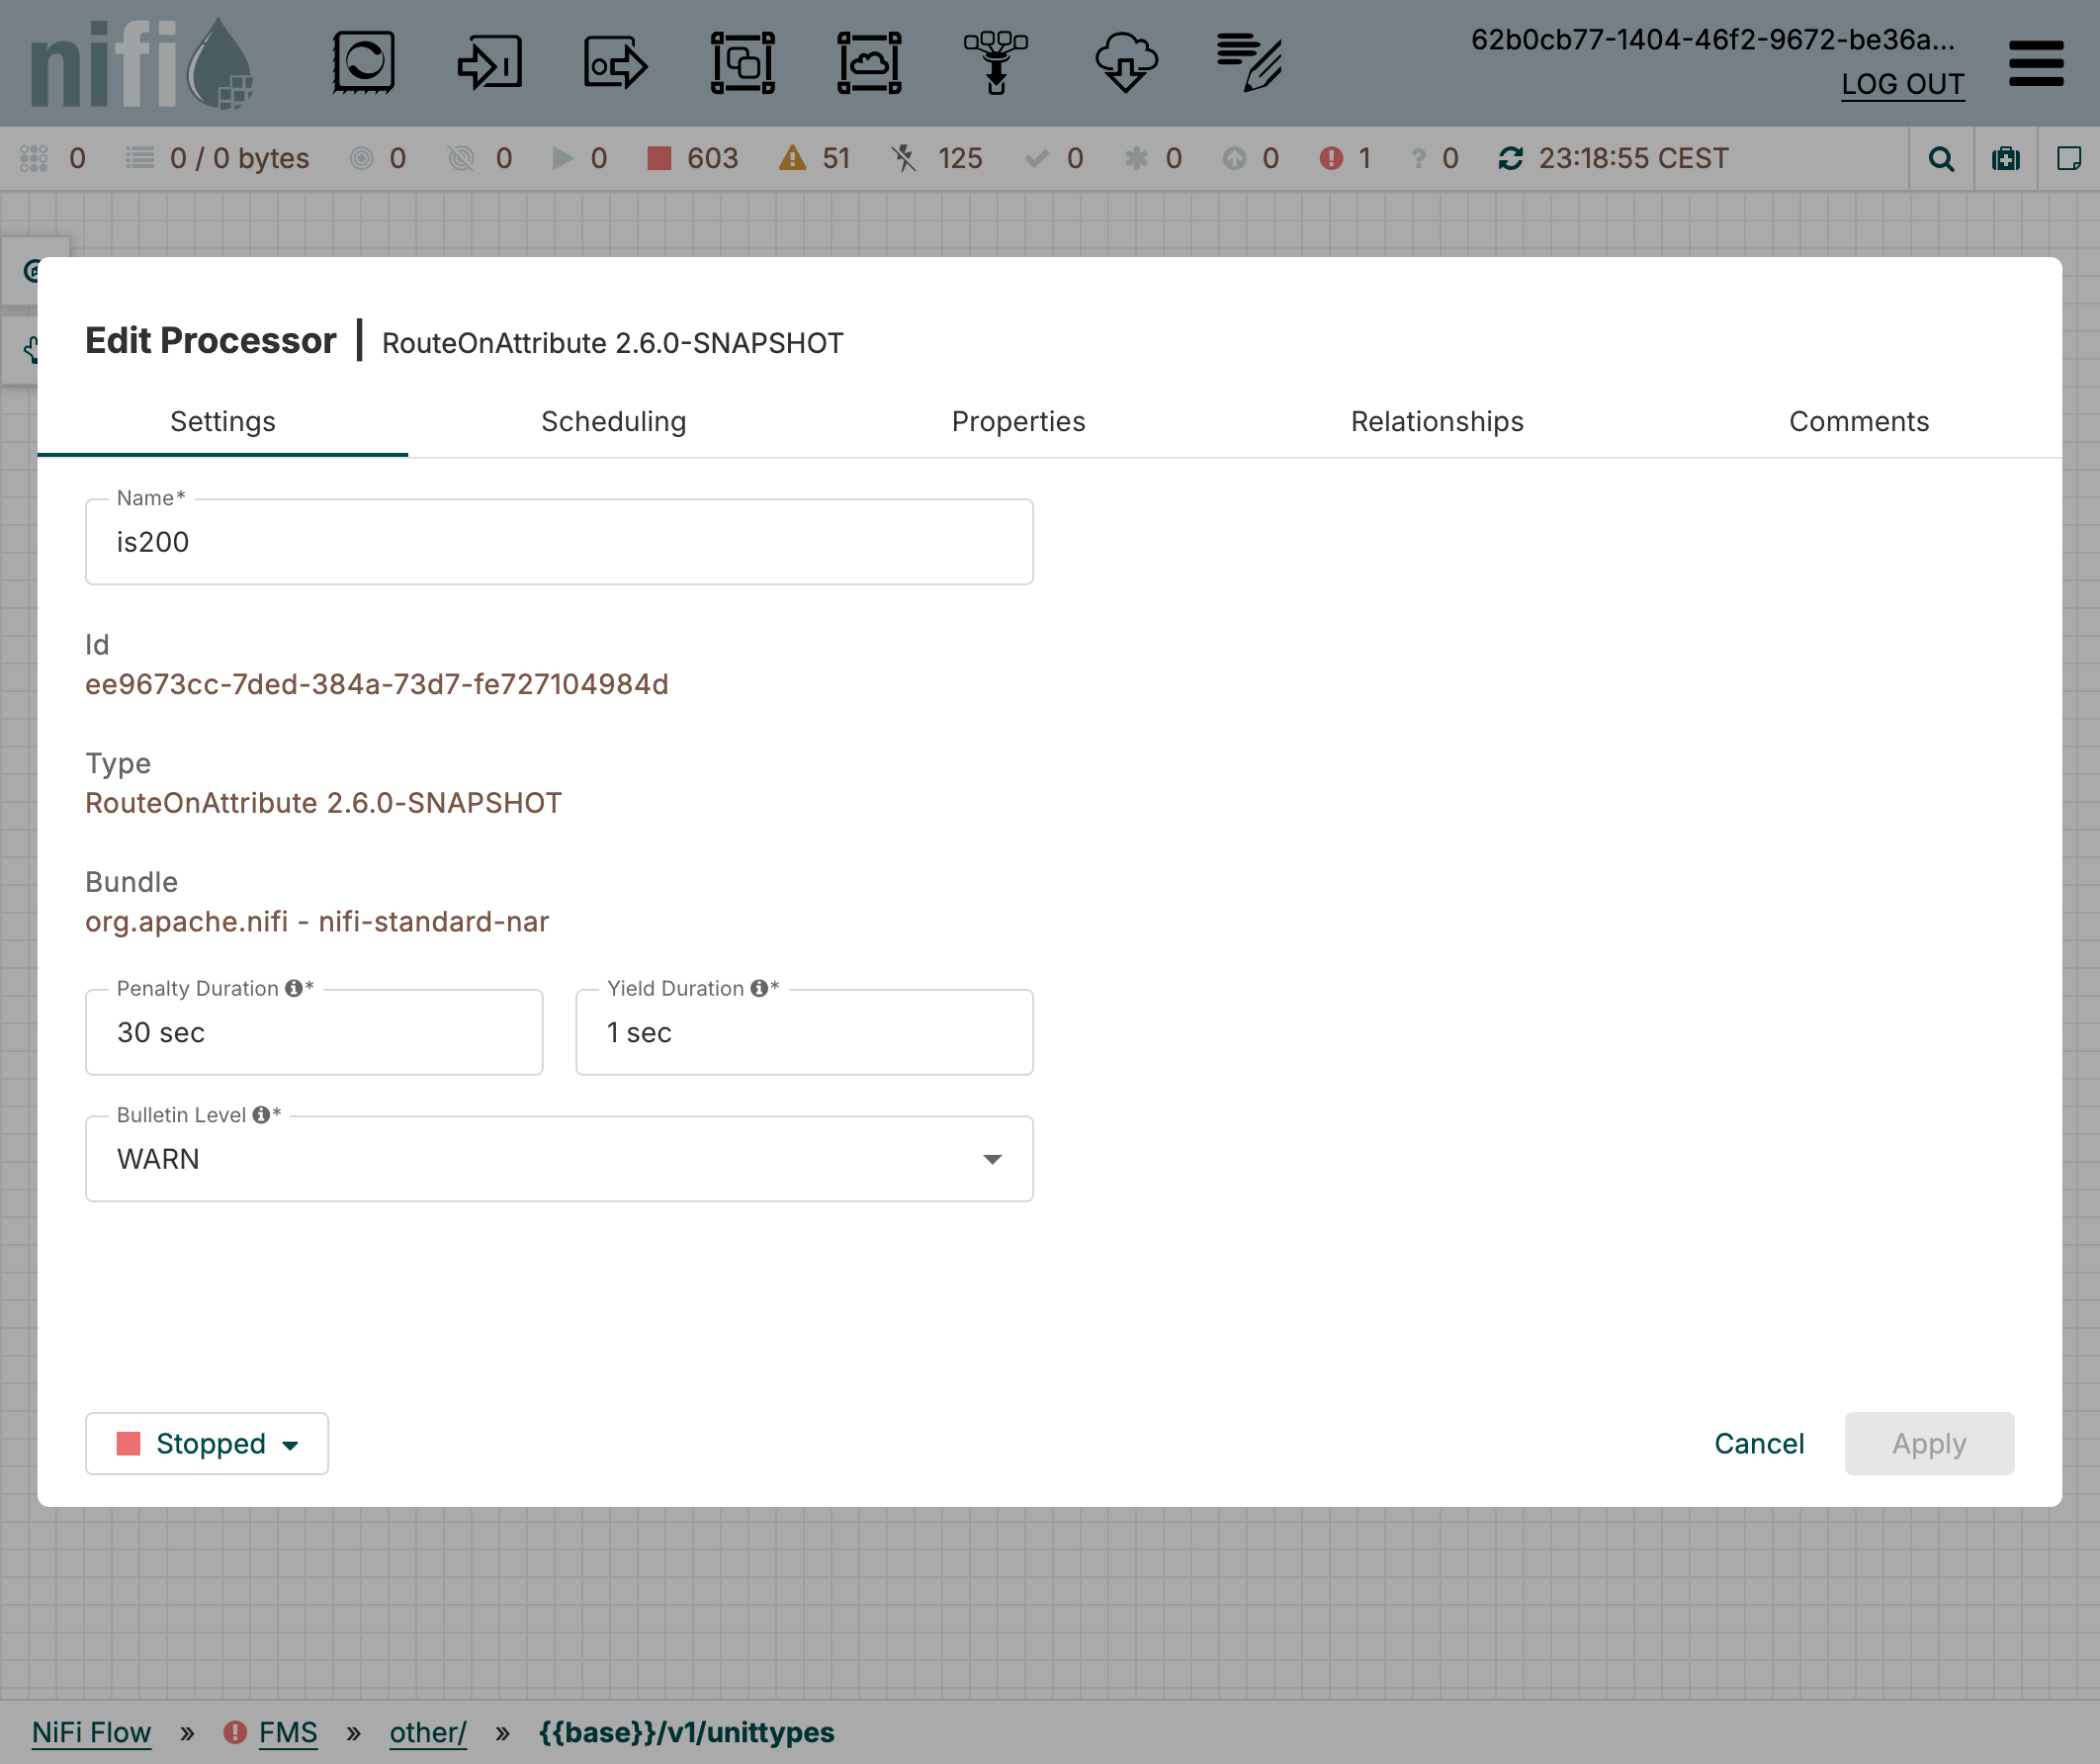 nifi
62b0cb77-1404-46f2-9672-be36a...
LOG OUT
0 0 / 0 bytes 0 0 0 603 51 125 0 0 0 1 ? 0 23:18:55 CEST
Edit Processor | RouteOnAttribute 2.6.0-SNAPSHOT
Settings Scheduling Properties Relationships Comments
Name*
is200
Id
ee9673cc-7ded-384a-73d7-fe727104984d
Type
RouteOnAttribute 2.6.0-SNAPSHOT
Bundle
org.apache.nifi - nifi-standard-nar
Penalty Duration * Yield Duration *
30 sec 1 sec
Bulletin Level *
WARN
Stopped Cancel Apply
NiFi Flow » FMS » other/ » {{base}}/v1/unittypes